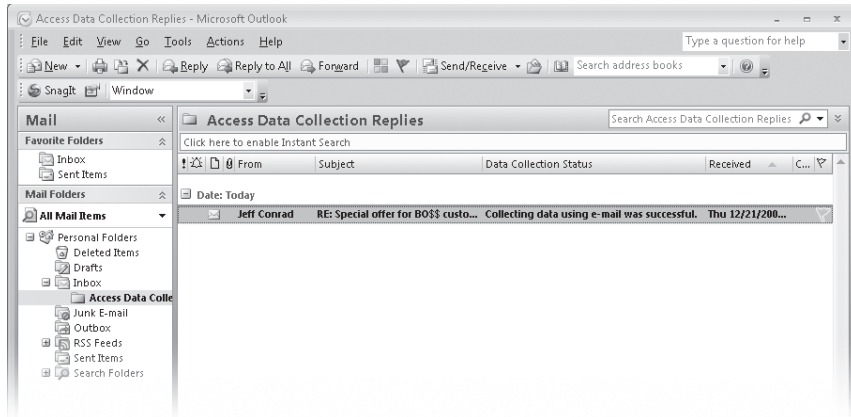 Access Data Collection Replies - Microsoft Outlook
File Edit View Go Tools Actions Help Type a question for help
New Reply Reply to All Forward Send/Receive Search address books
SnagIt Window
Mail Access Data Collection Replies Search Access Data Collection Replies
Favorite Folders Click here to enable Instant Search
Inbox From Subject Data Collection Status Received C...
Sent Items
Mail Folders Date: Today
All Mail Items Jeff Conrad RE: Special offer for BO$$ custo... Collecting data using e-mail was successful. Thu 12/21/200...
Personal Folders
Deleted Items
Drafts
Inbox
Access Data Colle
Junk E-mail
Outbox
RSS Feeds
Sent Items
Search Folders